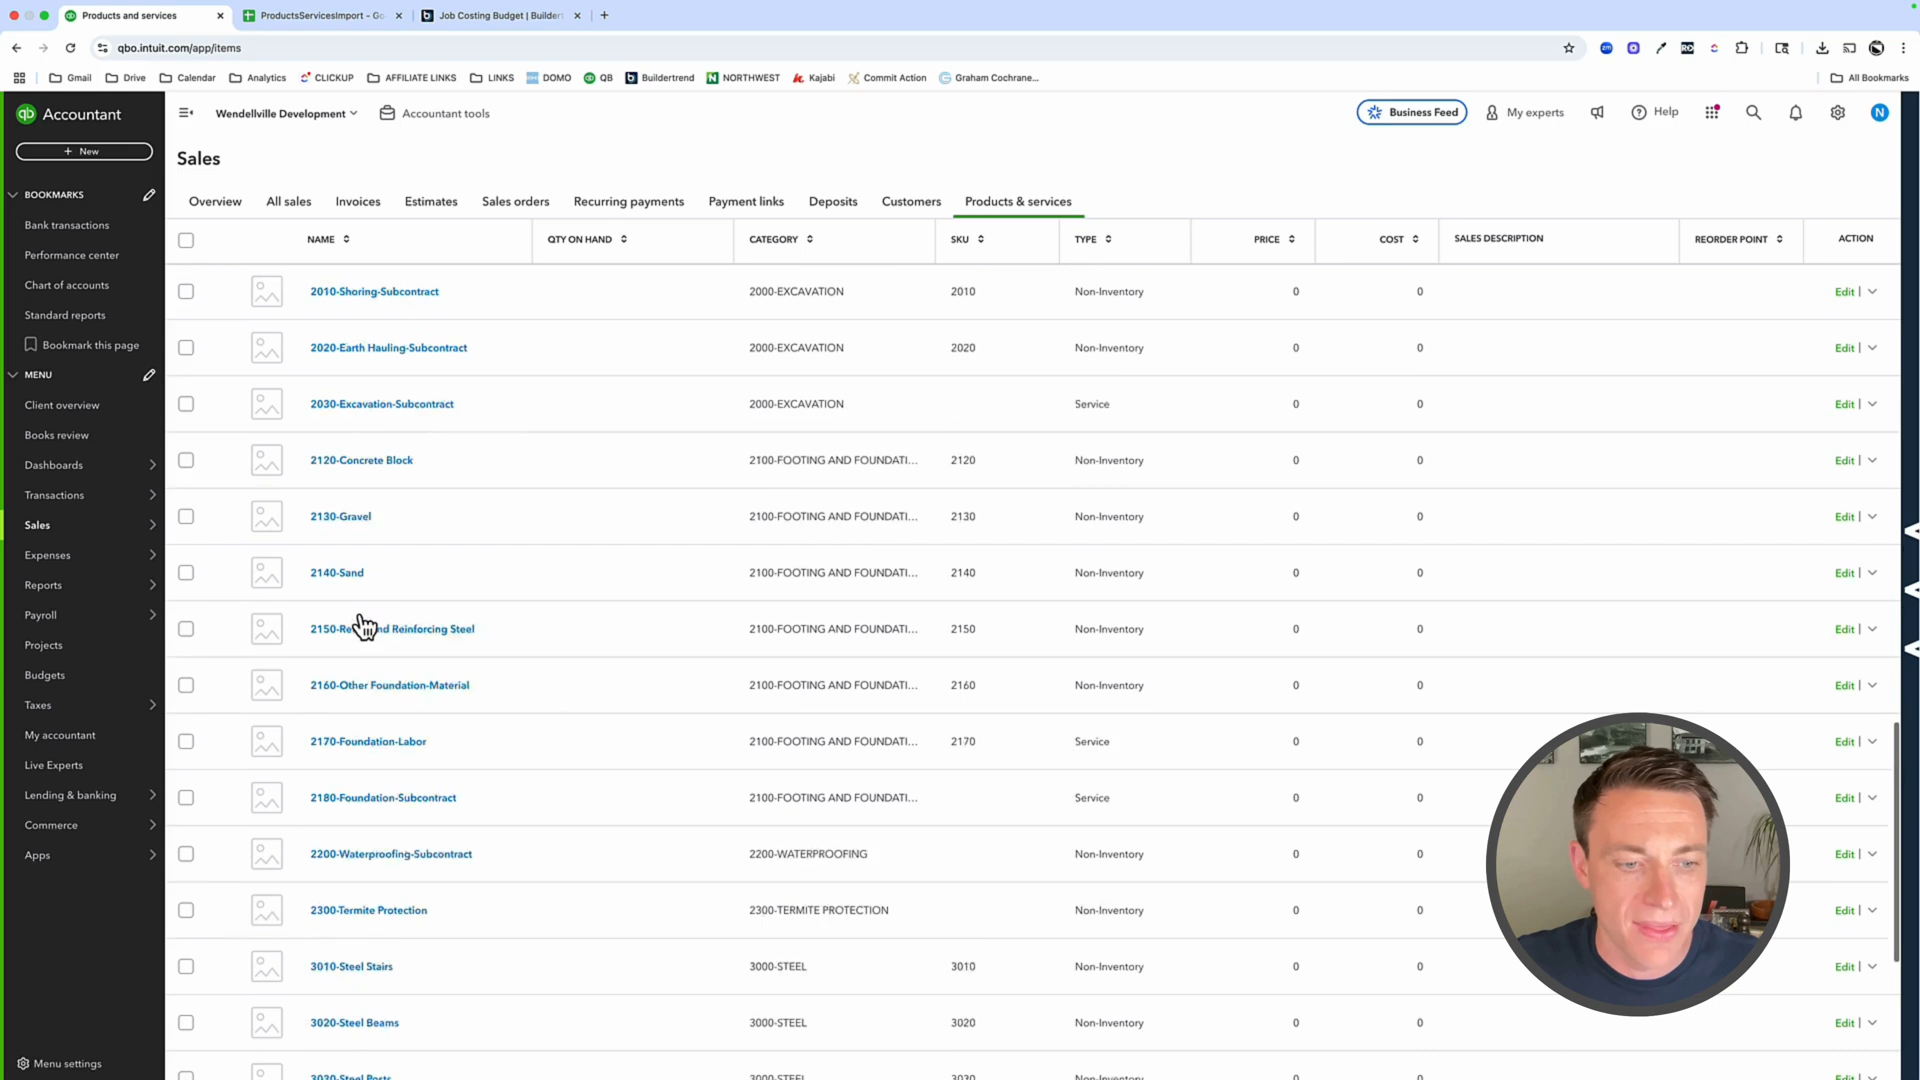 Products and services
ProductsServicesImport - Go
Job Costing Budget | Builder
qbo.intuit.com/app/items
Gmail
Drive
Calendar
Analytics
CLICKUP
AFFILIATE LINKS
LINKS
DOMO
QB
Buildertrend
NORTHWEST
Kajabi
Commit Action
Graham Cochrane...
All Bookmarks
qb Accountant
Wendellville Development
Accountant tools
Business Feed
My experts
Help
N
+ New
BOOKMARKS
Bank transactions
Performance center
Chart of accounts
Standard reports
Bookmark this page
MENU
Client overview
Books review
Dashboards
Transactions
Sales
Expenses
Reports
Payroll
Projects
Budgets
Taxes
My accountant
Live Experts
Lending & banking
Commerce
Apps
Menu settings
Sales
Overview All sales Invoices Estimates Sales orders Recurring payments Payment links Deposits Customers Products & services
NAME QTY ON HAND CATEGORY SKU TYPE PRICE COST SALES DESCRIPTION REORDER POINT ACTION
2010-Shoring-Subcontract 2000-EXCAVATION 2010 Non-Inventory 0 0 Edit
2020-Earth Hauling-Subcontract 2000-EXCAVATION 2020 Non-Inventory 0 0 Edit
2030-Excavation-Subcontract 2000-EXCAVATION Service 0 0 Edit
2120-Concrete Block 2100-FOOTING AND FOUNDATI... 2120 Non-Inventory 0 0 Edit
2130-Gravel 2100-FOOTING AND FOUNDATI... 2130 Non-Inventory 0 0 Edit
2140-Sand 2100-FOOTING AND FOUNDATI... 2140 Non-Inventory 0 0 Edit
2150- Reinforcing Steel 2100-FOOTING AND FOUNDATI... 2150 Non-Inventory 0 0 Edit
2160-Other Foundation-Material 2100-FOOTING AND FOUNDATI... 2160 Non-Inventory 0 0 Edit
2170-Foundation-Labor 2100-FOOTING AND FOUNDATI... 2170 Service 0 0 Edit
2180-Foundation-Subcontract 2100-FOOTING AND FOUNDATI... Service 0 0 Edit
2200-Waterproofing-Subcontract 2200-WATERPROOFING Non-Inventory 0 0 Edit
2300-Termite Protection 2300-TERMITE PROTECTION Non-Inventory 0 0 Edit
3010-Steel Stairs 3000-STEEL 3010 Non-Inventory 0 0 Edit
3020-Steel Beams 3000-STEEL 3020 Non-Inventory 0 0 Edit
3030-Steel Posts 3000-STEEL 3030 Non-Inventory 0 0 Edit